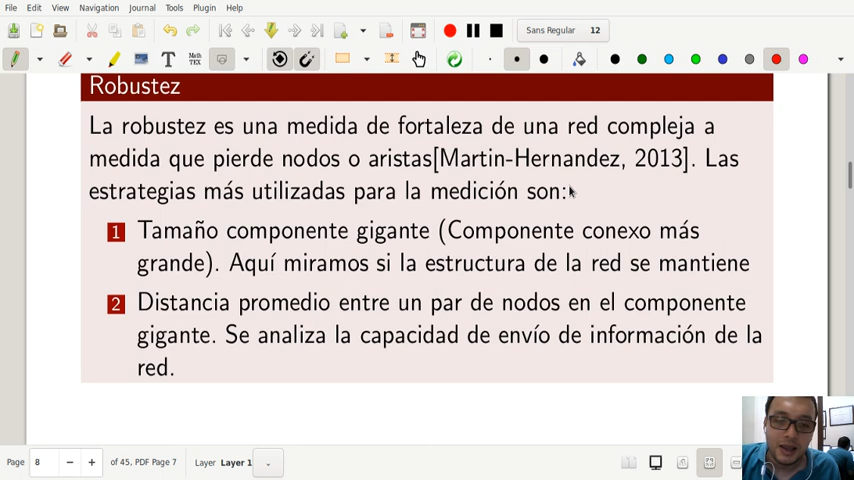 File Edit View Navigation Journal Tools Plugin Help
Sans Regular 12
Math
TEX
Robustez
La robustez es una medida de fortaleza de una red compleja a
medida que pierde nodos o aristas[Martin-Hernandez, 2013]. Las
estrategias más utilizadas para la medición son:
1 Tamaño componente gigante (Componente conexo más
grande). Aquí miramos si la estructura de la red se mantiene
2 Distancia promedio entre un par de nodos en el componente
gigante. Se analiza la capacidad de envío de información de la
red.
Page 8 of 45, PDF Page 7 Layer Layer 1